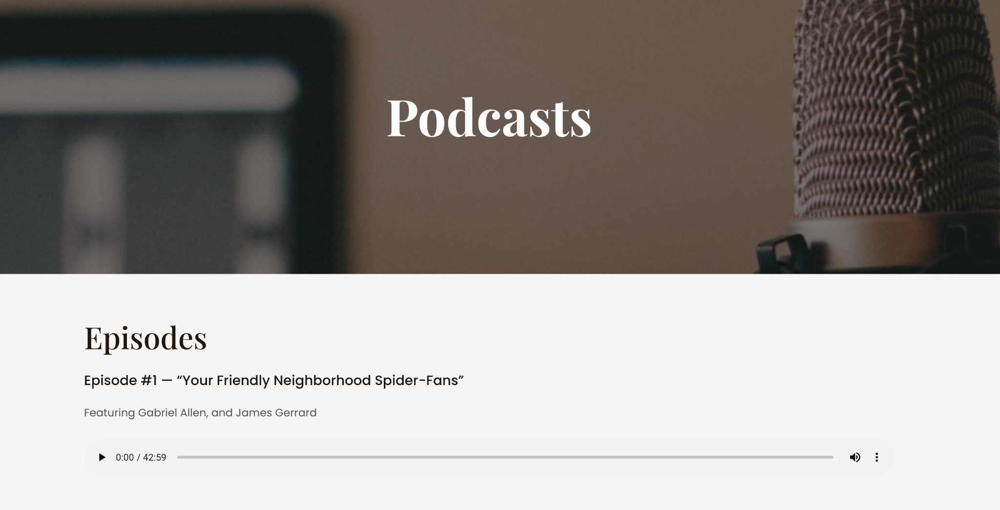 Podcasts
Episodes
Episode #1 — “Your Friendly Neighborhood Spider-Fans”
Featuring Gabriel Allen, and James Gerrard
0:00 / 42:59